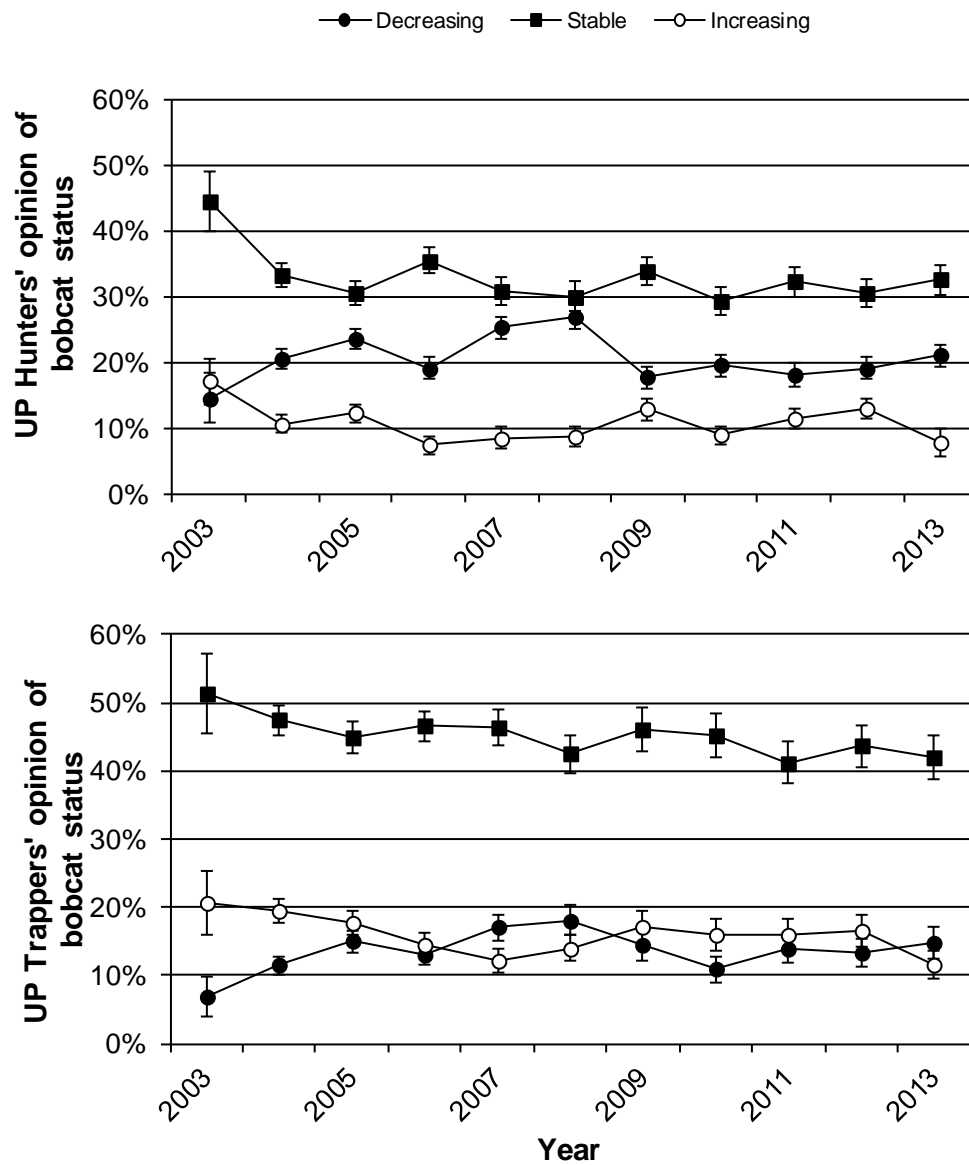 Decreasing Stable Increasing
UP Hunters' opinion of
bobcat status
60%
50%
40%
30%
20%
10%
0%
2003 2005 2007 2009 2011 2013
UP Trappers' opinion of
bobcat status
60%
50%
40%
30%
20%
10%
0%
2003 2005 2007 2009 2011 2013
Year